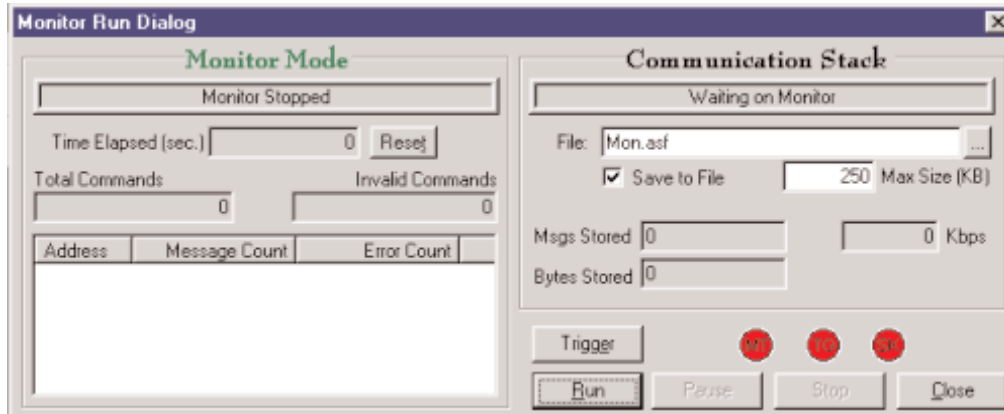 Monitor Run Dialog
Monitor Mode
Monitor Stopped
Time Elapsed (sec.) 0 Reset
Total Commands Invalid Commands
0 0
Address Message Count Error Count
Communication Stack
Waiting on Monitor
File: Mon.asf ...
Save to File 250 Max Size (KB)
Msgs Stored 0 0 Kbps
Bytes Stored 0
Trigger MT TO
Run Pause Stop Close